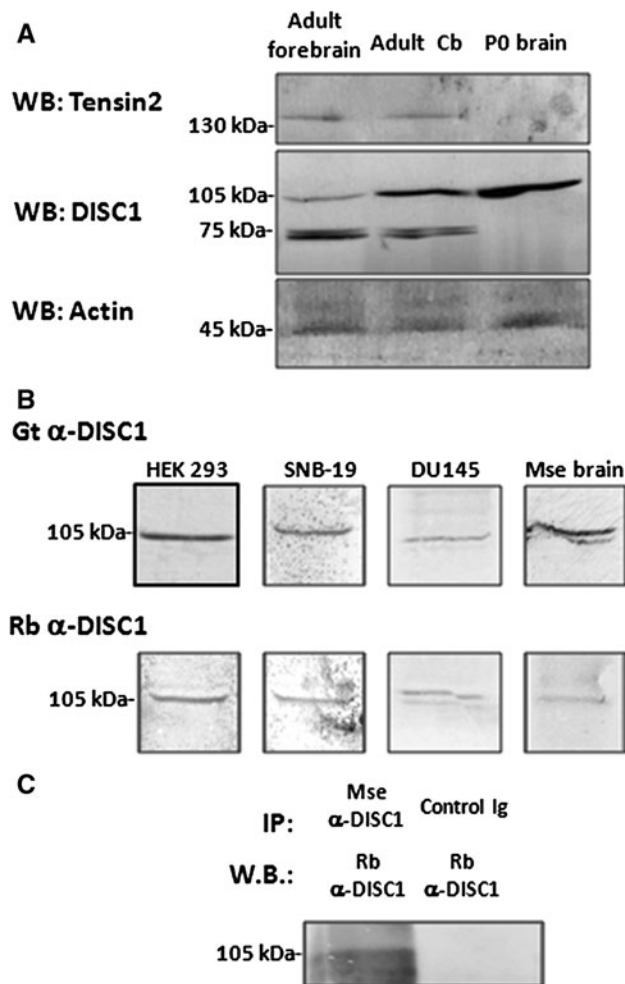 A
Adult forebrain Adult Cb P0 brain
WB: Tensin2
130 kDa-
WB: DISC1
105 kDa-
75 kDa-
WB: Actin
45 kDa-
B
Gt α-DISC1
HEK 293 SNB-19 DU145 Mse brain
105 kDa-
Rb α-DISC1
105 kDa-
C
IP: Mse α-DISC1 Control Ig
W.B.: Rb α-DISC1 Rb α-DISC1
105 kDa-